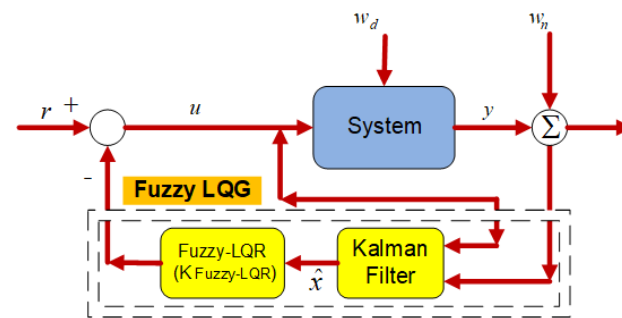 w_d
w_n
r
+
u
System
y
Σ
-
Fuzzy LQG
Fuzzy-LQR
(K Fuzzy-LQR)
x̂
Kalman
Filter